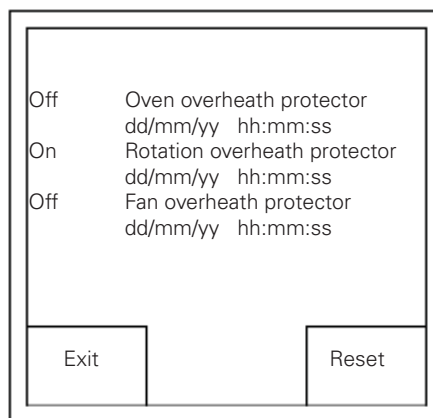 Off Oven overheath protector
dd/mm/yy hh:mm:ss
On Rotation overheath protector
dd/mm/yy hh:mm:ss
Off Fan overheath protector
dd/mm/yy hh:mm:ss
Exit Reset